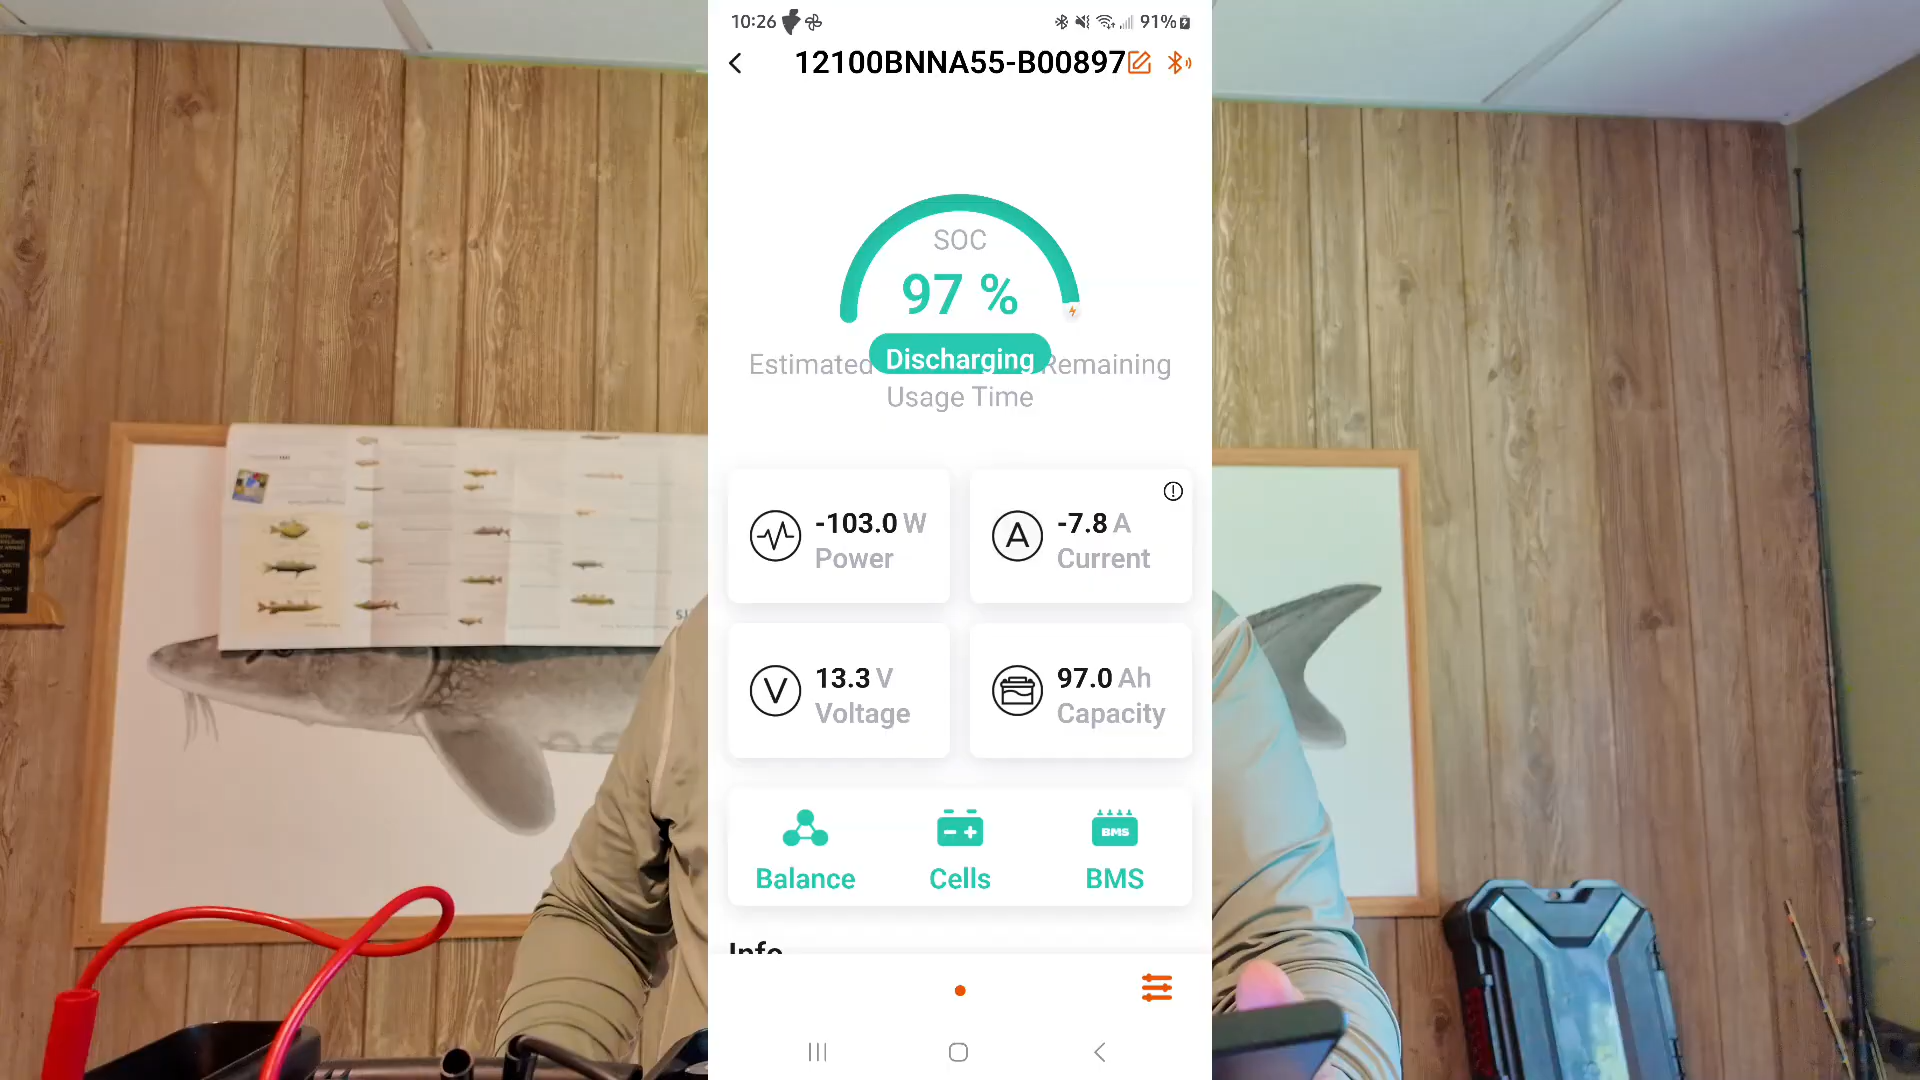 10:26
91%
12100BNNA55-B00897
SOC
97 %
Discharging
Estimated Remaining
Usage Time
-103.0 W
Power
-7.8 A
Current
13.3 V
Voltage
97.0 Ah
Capacity
BMS
Balance
Cells
BMS
Info